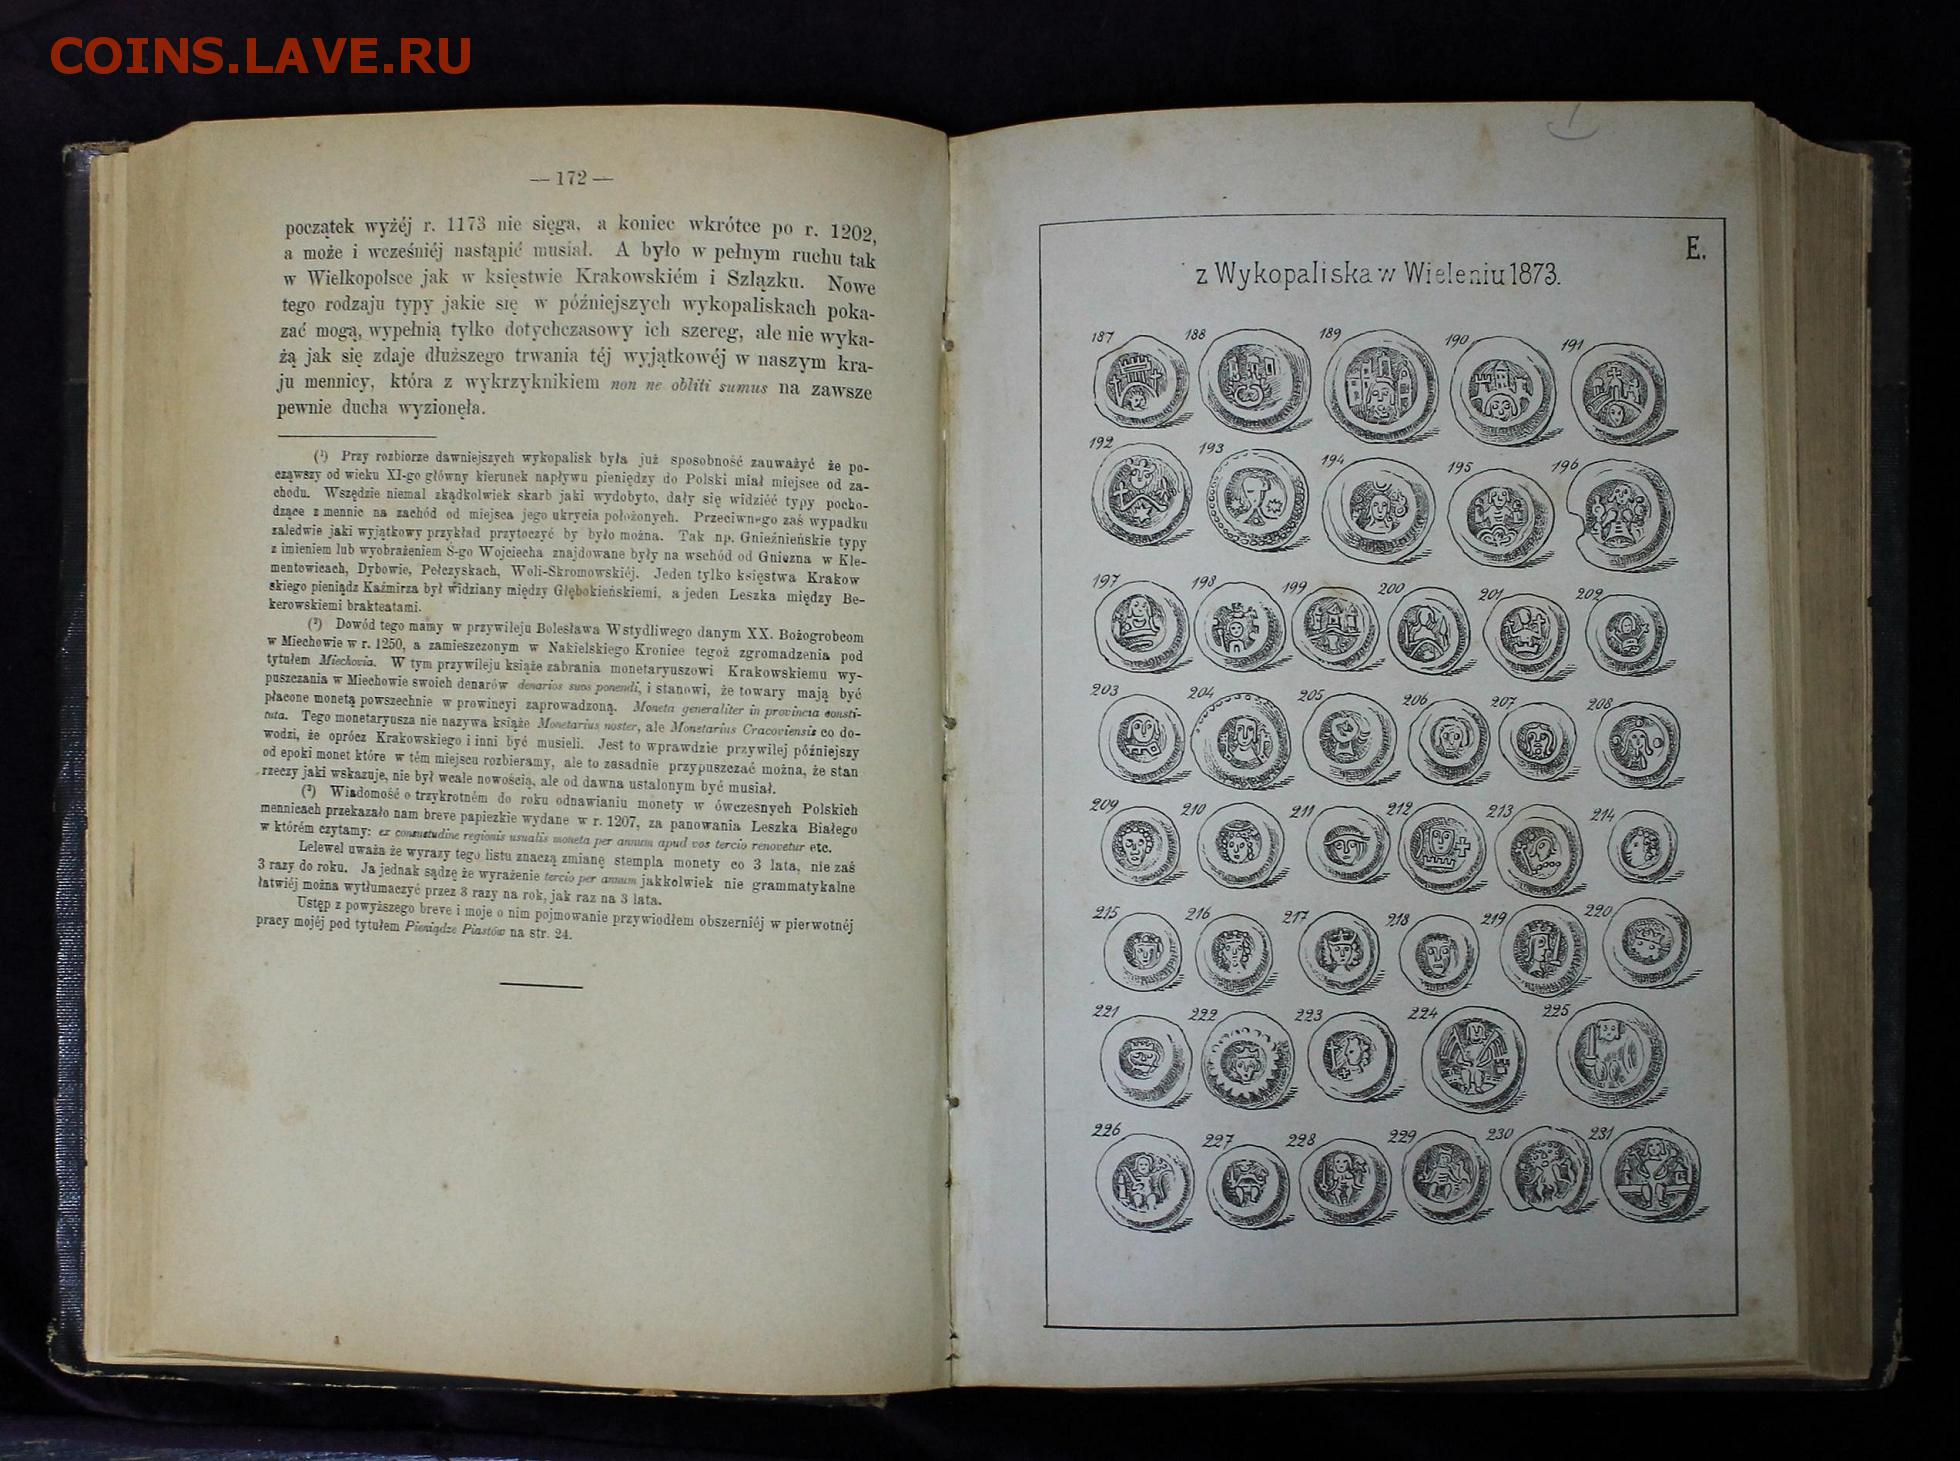 COINS.LAVE.RU
— 172 —
początek wyżéj r. 1173 nie sięga, a koniec wkrótce po r. 1202,
a może i wcześniéj nastąpić musiał. A było w pełnym ruchu tak
w Wielkopolsce jak w księstwie Krakowskiém i Szlązku. Nowe
tego rodzaju typy jakie się w późniejszych wykopaliskach poka-
zać mogą, wypełnią tylko dotychczasowy ich szereg, ale nie wyka-
żą jak się zdaje dłuższego trwania téj wyjątkowéj w naszym kra-
ju mennicy, która z wykrzyknikiem non ne obliti sumus na zawsze
pewnie ducha wyzionęła.
(¹) Przy rozbiorze dawniejszych wykopalisk była już sposobność zauważyć że po-
cząwszy od wieku XI-go główny kierunek napływu pieniędzy do Polski miał miejsce od za-
chodu. Wszędzie niemal zkądkolwiek skarb jaki wydobyto, dały się widziéć typy pocho-
dzące z mennic na zachód od miejsca jego ukrycia położonych. Przeciwnego zaś wypadku
zaledwie jaki wyjątkowy przykład przytoczyć by było można. Tak np. Gnieźnieńskie typy
z imieniem lub wyobrażeniem S-go Wojciecha znajdowane były na wschód od Gniezna w Kle-
mentowicach, Dybowie, Pełczyskach, Woli-Skromowskiéj. Jeden tylko księstwa Krakow
skiego pieniądz Kaźmirza był widziany między Głębokieńskiemi, a jeden Leszka między Be-
kerowskiemi brakteatami.
(²) Dowód tego mamy w przywileju Bolesława Wstydliwego danym XX. Bożogrobcom
w Miechowie w r. 1250, a zamieszczonym w Nakielskiego Kronice tegoż zgromadzenia pod
tytułem Miechovia. W tym przywileju książe zabrania monetaryuszowi Krakowskiemu wy-
puszczania w Miechowie swoich denarów denarios suos ponendi, i stanowi, że towary mają być
płacone monetą powszechnie w prowincyi zaprowadzoną. Moneta generaliter in provincia consti-
tuta. Tego monetaryusza nie nazywa książe Monetarius noster, ale Monetarius Cracoviensis co do-
wodzi, że oprócz Krakowskiego i inni być musieli. Jest to wprawdzie przywilej późniejszy
od epoki monet które w tém miejscu rozbieramy, ale to zasadnie przypuszczać można, że stan
rzeczy jaki wskazuje, nie był wcale nowością, ale od dawna ustalonym być musiał.
(³) Wiadomość o trzykrotném do roku odnawianiu monety w ówczesnych Polskich
mennicach przekazało nam breve papiezkie wydane w r. 1207, za panowania Leszka Białego
w którém czytamy: ex consuetudine regionis usualis moneta per annum apud vos tercio renovetur etc.
Lelewel uważa że wyrazy tego listu znaczą zmianę stempla monety co 3 lata, nie zaś
3 razy do roku. Ja jednak sądzę że wyrażenie tercio per annum jakkolwiek nie grammatykalne
łatwiéj można wytłumaczyć przez 3 razy na rok, jak raz na 3 lata.
Ustęp z powyższego breve i moje o nim pojmowanie przywiodłem obszerniéj w pierwotnéj
pracy mojéj pod tytułem Pieniądze Piastów na str. 24.
E.
z Wykopaliska w Wieleniu 1873.
187 188 189 190 191
192 193 194 195 196
197 198 199 200 201 202
203 204 205 206 207 208
209 210 211 212 213 214
215 216 217 218 219 220
221 222 223 224 225
226 227 228 229 230 231